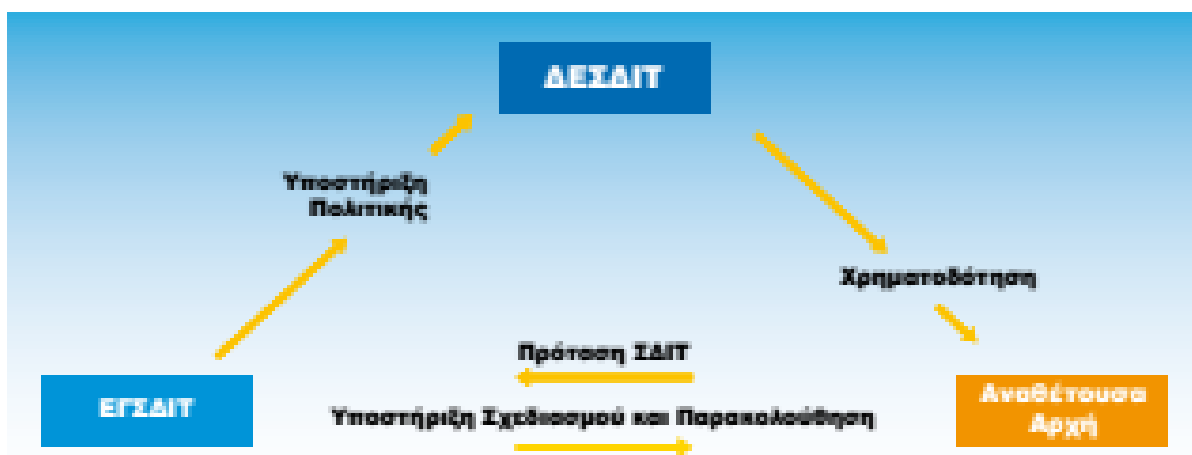 ΔΕΣΔΙΤ
Υποστήριξη
Πολιτικής
Χρηματοδότηση
Πρόταση ΣΔΙΤ
ΕΓΣΔΙΤ
Υποστήριξη Σχεδιασμού και Παρακολούθηση
Αναθέτουσα
Αρχή